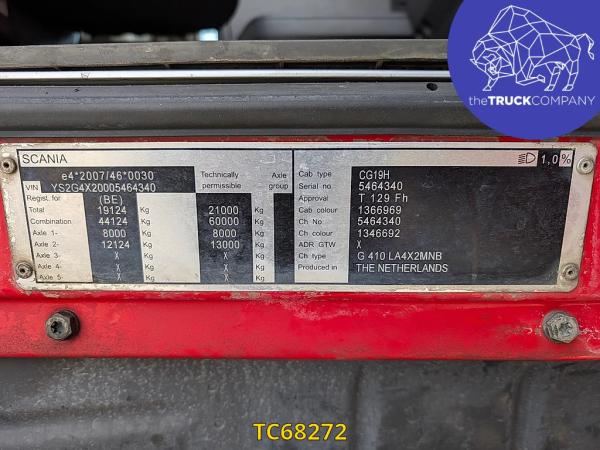 theTRUCKCOMPANY
SCANIA
1,0%
e4*2007/46*0030
Technically permissible
Axle group
VIN YS2G4X20005464340
Regist. for (BE)
Total 19124 Kg 21000 Kg
Combination 44124 Kg 60000 Kg
Axle 1- 8000 Kg 8000 Kg
Axle 2- 12124 Kg 13000 Kg
Axle 3- X Kg X Kg
Axle 4- X Kg X Kg
Axle 5- X Kg X Kg
Cab type CG19H
Serial no 5464340
Approval T 129 Fh
Cab colour 1366969
Ch No 5464340
Ch colour 1346692
ADR GTW X
Ch type G 410 LA4X2MNB
Produced in THE NETHERLANDS
TC68272